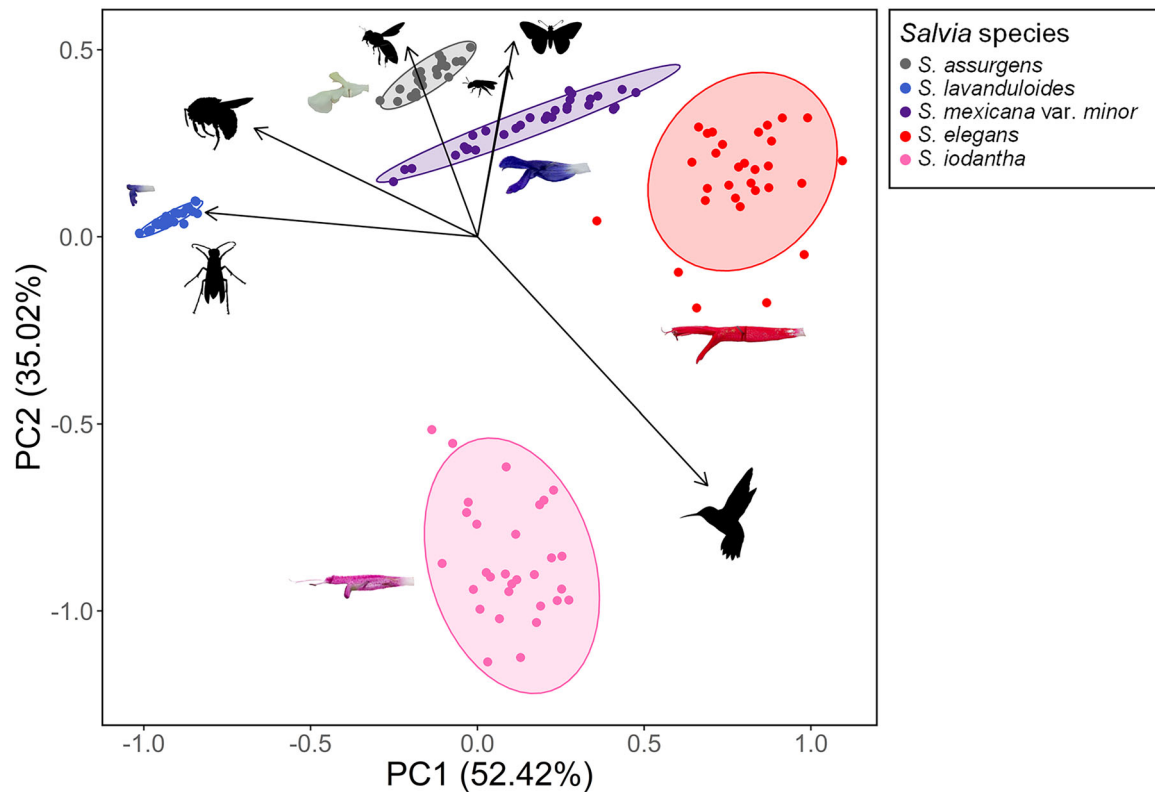 Salvia species
S. assurgens
S. lavanduloides
S. mexicana var. minor
S. elegans
S. iodantha
PC2 (35.02%)
0.5
0.0
-0.5
-1.0
-1.0
-0.5
0.0
0.5
1.0
PC1 (52.42%)